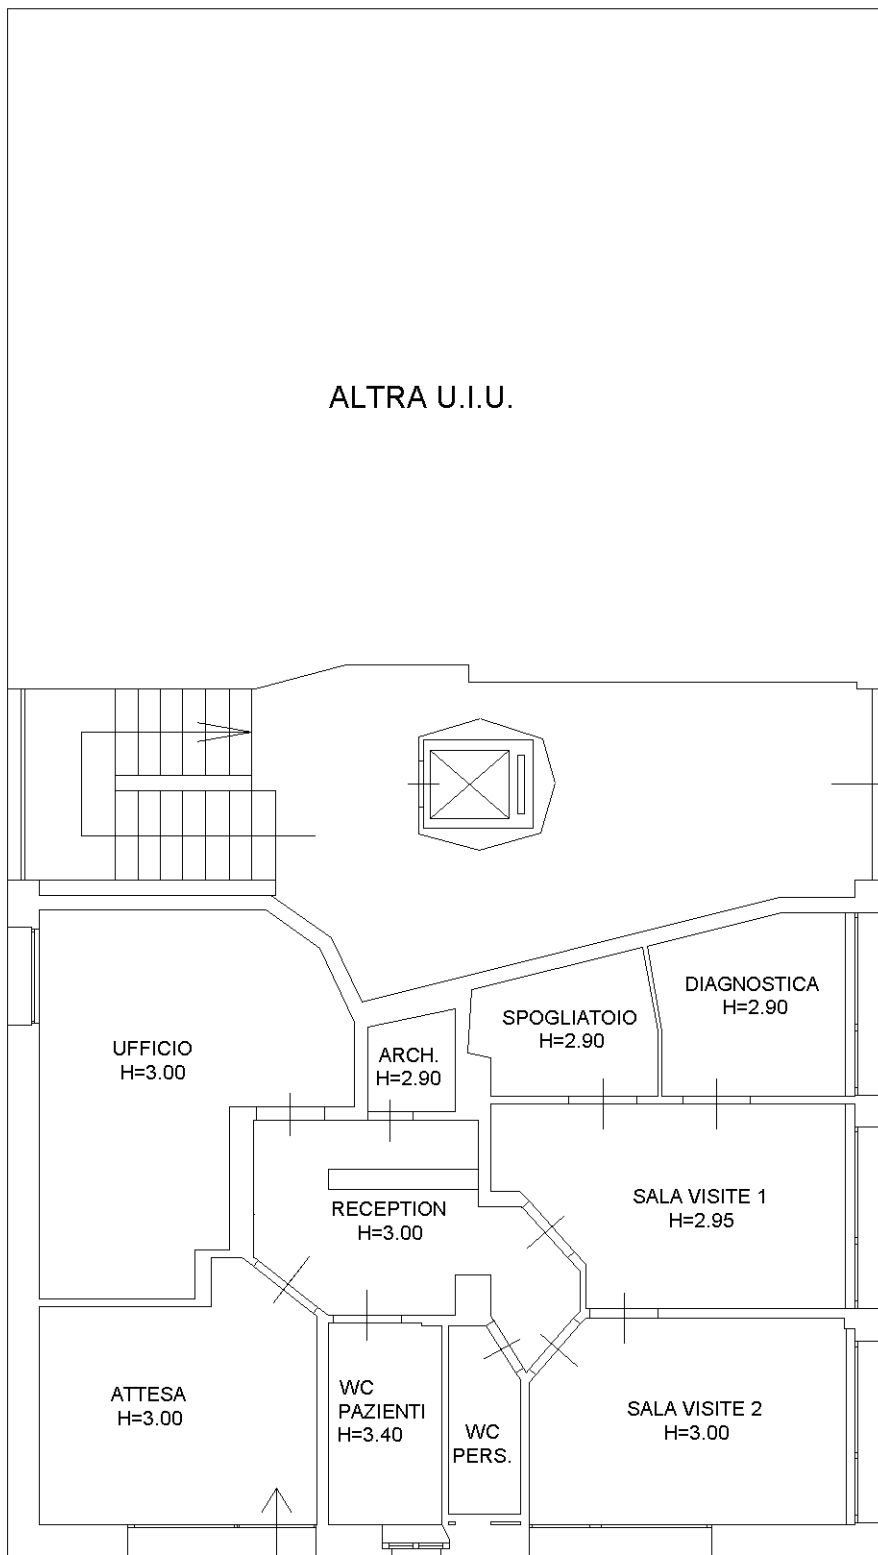 ALTRA U.I.U.
DIAGNOSTICA
H=2.90
SPOGLIATOIO
H=2.90
UFFICIO
H=3.00
ARCH.
H=2.90
SALA VISITE 1
H=2.95
RECEPTION
H=3.00
ATTESA
H=3.00
WC
PAZIENTI
H=3.40
WC
PERS.
SALA VISITE 2
H=3.00